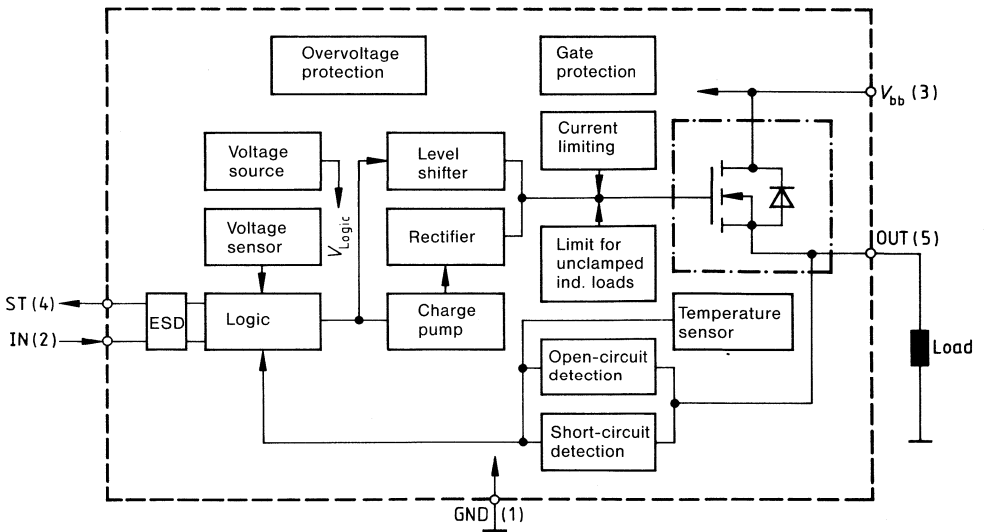 Overvoltage
protection
Gate
protection
V bb (3)
Current
limiting
Voltage
source
Level
shifter
V Logic
Voltage
sensor
Rectifier
Limit for
unclamped
ind. loads
OUT (5)
ST (4)
IN (2)
ESD
Logic
Charge
pump
Temperature
sensor
Load
Open-circuit
detection
Short-circuit
detection
GND (1)